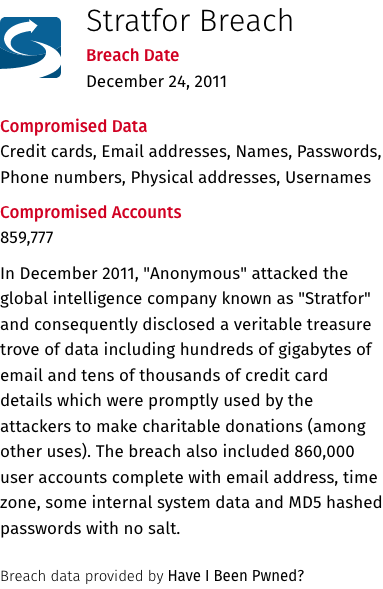 Stratfor Breach
Breach Date
December 24, 2011
Compromised Data
Credit cards, Email addresses, Names, Passwords,
Phone numbers, Physical addresses, Usernames
Compromised Accounts
859,777
In December 2011, "Anonymous" attacked the
global intelligence company known as "Stratfor"
and consequently disclosed a veritable treasure
trove of data including hundreds of gigabytes of
email and tens of thousands of credit card
details which were promptly used by the
attackers to make charitable donations (among
other uses). The breach also included 860,000
user accounts complete with email address, time
zone, some internal system data and MD5 hashed
passwords with no salt.
Breach data provided by Have I Been Pwned?